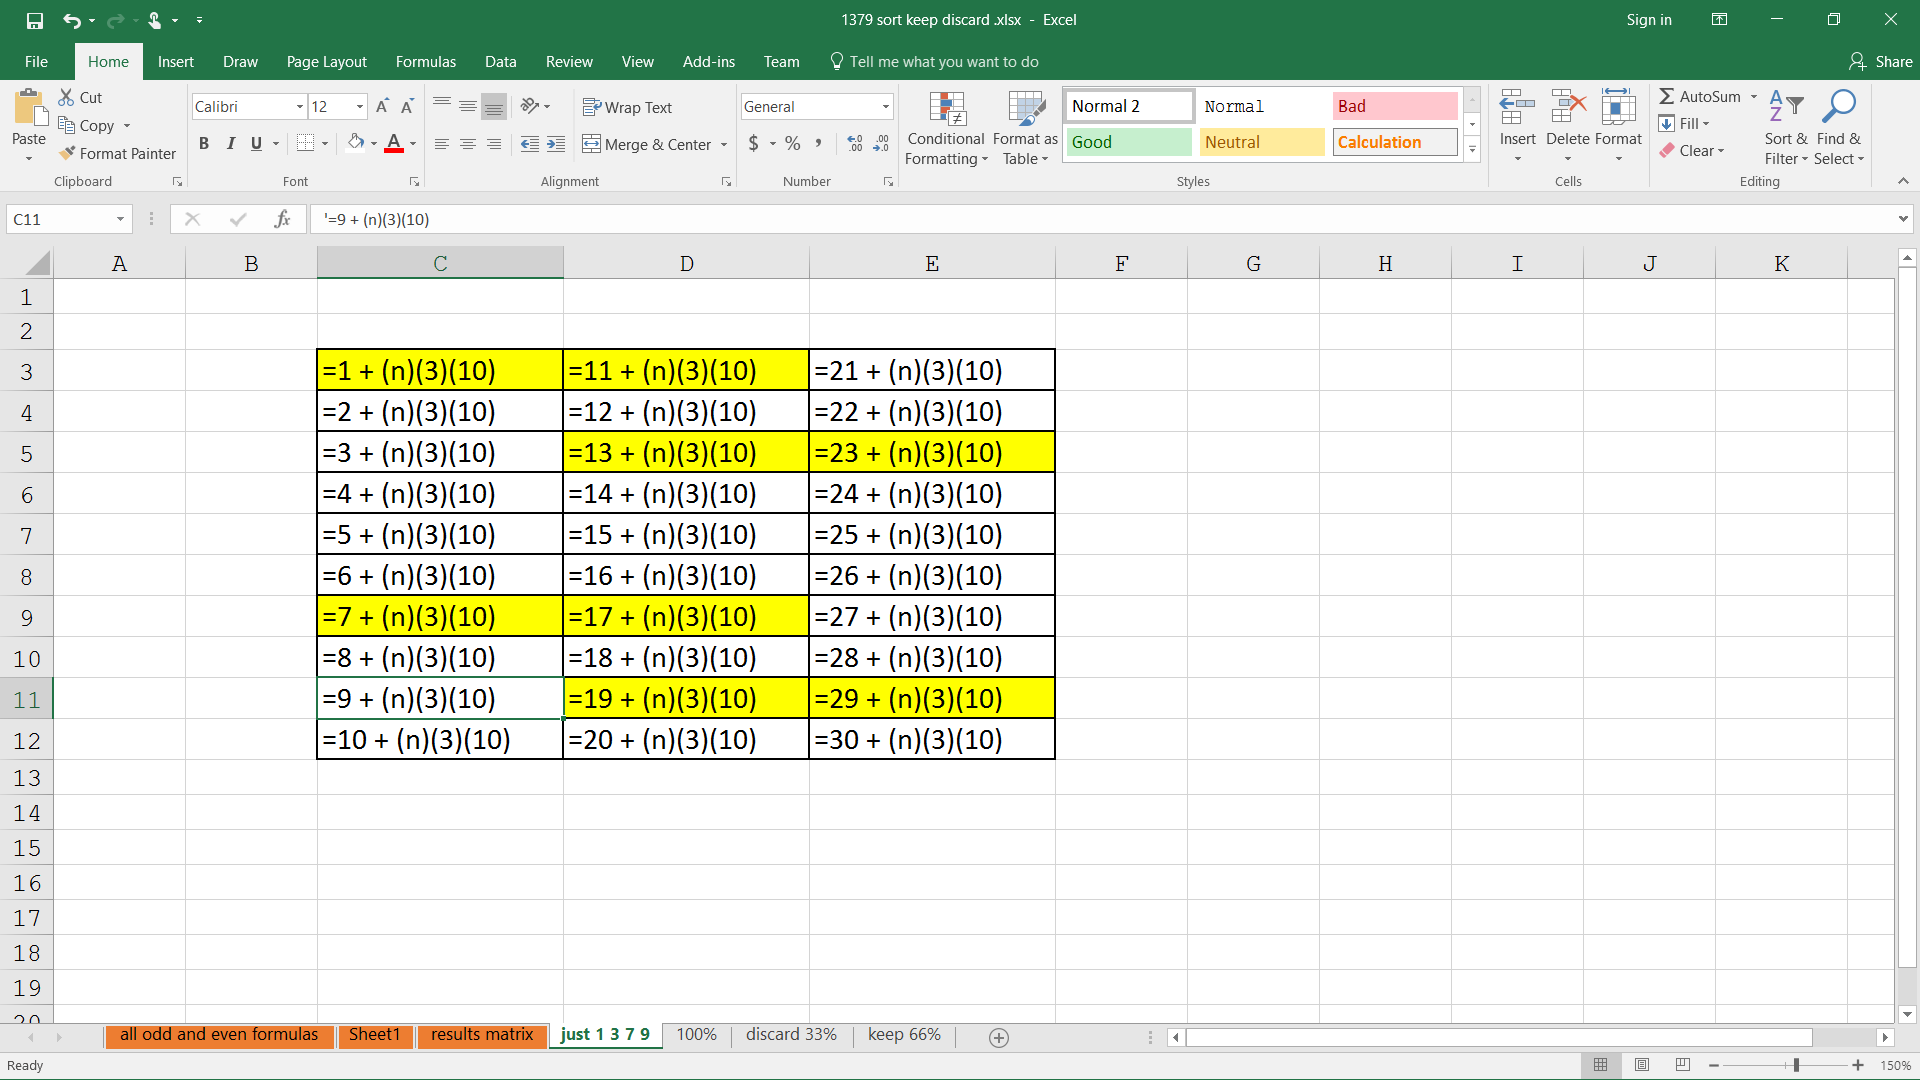 1379 sort keep discard .xlsx - Excel
Sign in
File Home Insert Draw Page Layout Formulas Data Review View Add-ins Team Tell me what you want to do Share
Paste
Cut
Copy
Format Painter
Clipboard
Calibri 12
B I U
Font
Wrap Text
Merge & Center
Alignment
General
$ % ,
Number
Conditional Formatting
Format as Table
Normal 2 Normal Bad
Good Neutral Calculation
Styles
Insert Delete Format
Cells
AutoSum
Fill
Clear
Sort & Filter
Find & Select
Editing
C11 fx '=9 + (n)(3)(10)
A B C D E F G H I J K
1
2
3 =1 + (n)(3)(10) =11 + (n)(3)(10) =21 + (n)(3)(10)
4 =2 + (n)(3)(10) =12 + (n)(3)(10) =22 + (n)(3)(10)
5 =3 + (n)(3)(10) =13 + (n)(3)(10) =23 + (n)(3)(10)
6 =4 + (n)(3)(10) =14 + (n)(3)(10) =24 + (n)(3)(10)
7 =5 + (n)(3)(10) =15 + (n)(3)(10) =25 + (n)(3)(10)
8 =6 + (n)(3)(10) =16 + (n)(3)(10) =26 + (n)(3)(10)
9 =7 + (n)(3)(10) =17 + (n)(3)(10) =27 + (n)(3)(10)
10 =8 + (n)(3)(10) =18 + (n)(3)(10) =28 + (n)(3)(10)
11 =9 + (n)(3)(10) =19 + (n)(3)(10) =29 + (n)(3)(10)
12 =10 + (n)(3)(10) =20 + (n)(3)(10) =30 + (n)(3)(10)
13
14
15
16
17
18
19
20
all odd and even formulas Sheet1 results matrix just 1 3 7 9 100% discard 33% keep 66%
Ready 150%